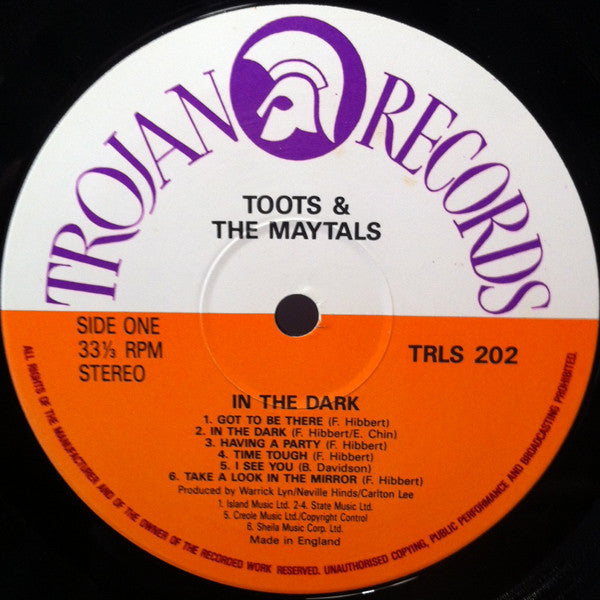 TROJAN RECORDS
TOOTS &
THE MAYTALS
SIDE ONE
33⅓ RPM
STEREO
TRLS 202
IN THE DARK
1. GOT TO BE THERE (F. Hibbert)
2. IN THE DARK (F. Hibbert/E. Chin)
3. HAVING A PARTY (F. Hibbert)
4. TIME TOUGH (F. Hibbert)
5. I SEE YOU (B. Davidson)
6. TAKE A LOOK IN THE MIRROR (F. Hibbert)
Produced by Warrick Lyn/Neville Hinds/Carlton Lee
1. Island Music Ltd. 2-4. State Music Ltd.
5. Creole Music Ltd./Copyright Control
6. Sheila Music Corp. Ltd.
Made in England
ALL RIGHTS OF THE MANUFACTURER AND OF THE OWNER OF THE RECORDED WORK RESERVED. UNAUTHORISED COPYING, PUBLIC PERFORMANCE AND BROADCASTING PROHIBITED.